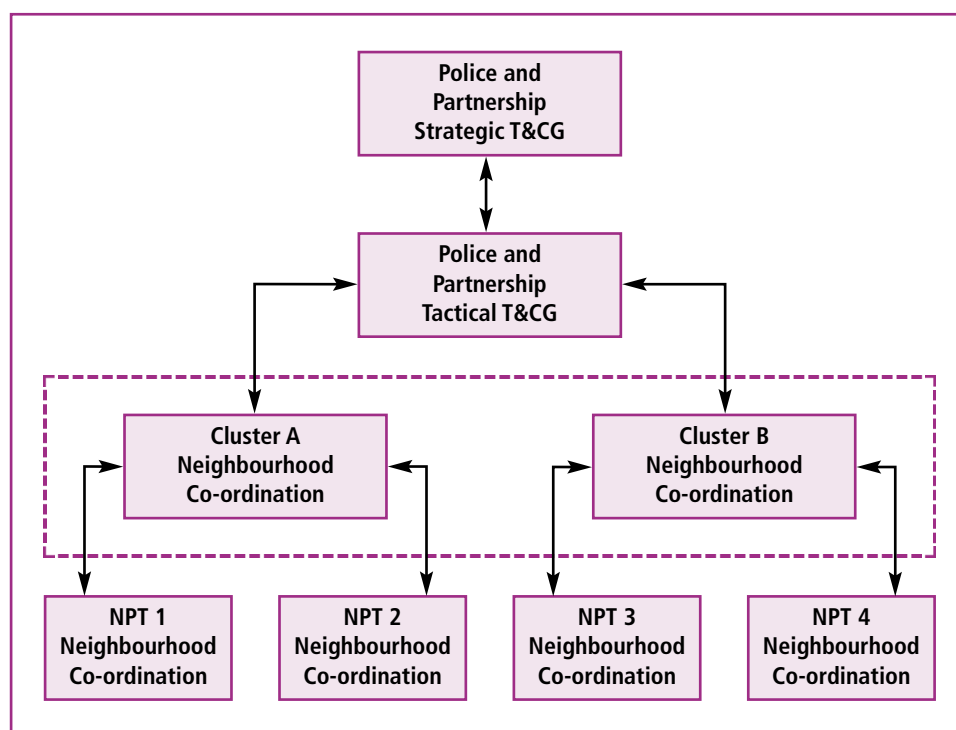 Police and
Partnership
Strategic T&CG
Police and
Partnership
Tactical T&CG
Cluster A
Neighbourhood
Co-ordination
Cluster B
Neighbourhood
Co-ordination
NPT 1
Neighbourhood
Co-ordination
NPT 2
Neighbourhood
Co-ordination
NPT 3
Neighbourhood
Co-ordination
NPT 4
Neighbourhood
Co-ordination